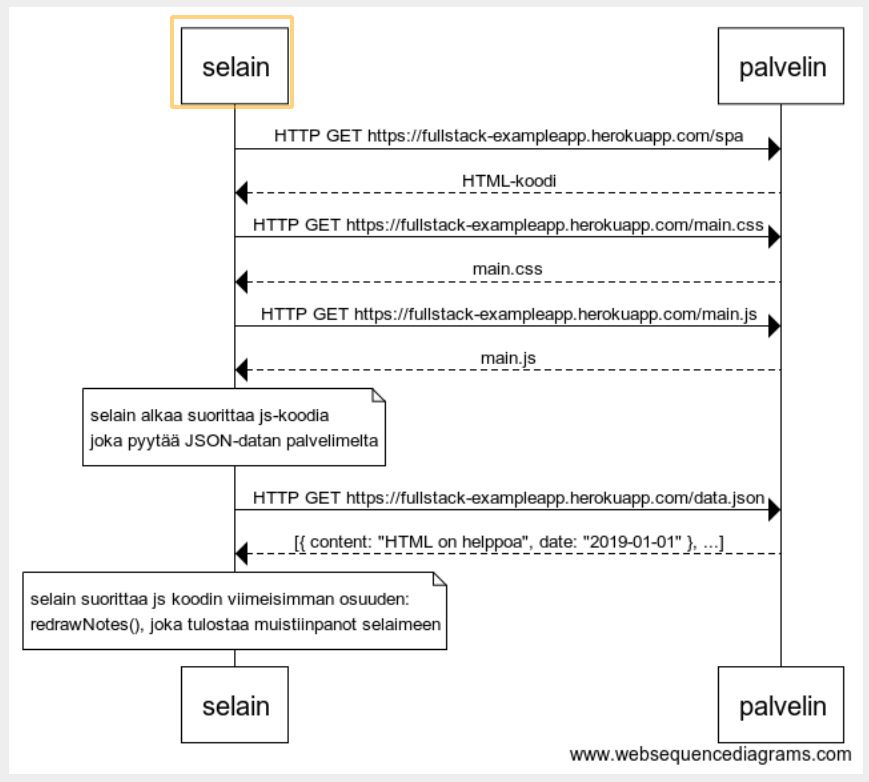 selain
palvelin
HTTP GET https://fullstack-exampleapp.herokuapp.com/spa
HTML-koodi
HTTP GET https://fullstack-exampleapp.herokuapp.com/main.css
main.css
HTTP GET https://fullstack-exampleapp.herokuapp.com/main.js
main.js
selain alkaa suorittaa js-koodia
joka pyytää JSON-datan palvelimelta
HTTP GET https://fullstack-exampleapp.herokuapp.com/data.json
[{ content: "HTML on helppoa", date: "2019-01-01" }, ...]
selain suorittaa js koodin viimeisimman osuuden:
redrawNotes(), joka tulostaa muistiinpanot selaimeen
selain
palvelin
www.websequencediagrams.com